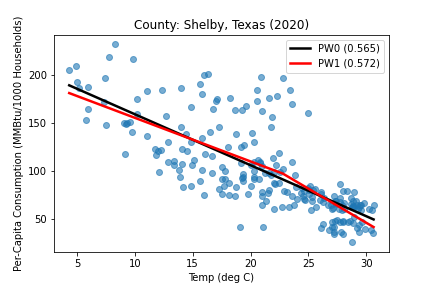 County: Shelby, Texas (2020)
PW0 (0.565)
PW1 (0.572)
Per-Capita Consumption (MMBtu/1000 Households)
200
150
100
50
5 10 15 20 25 30
Temp (deg C)